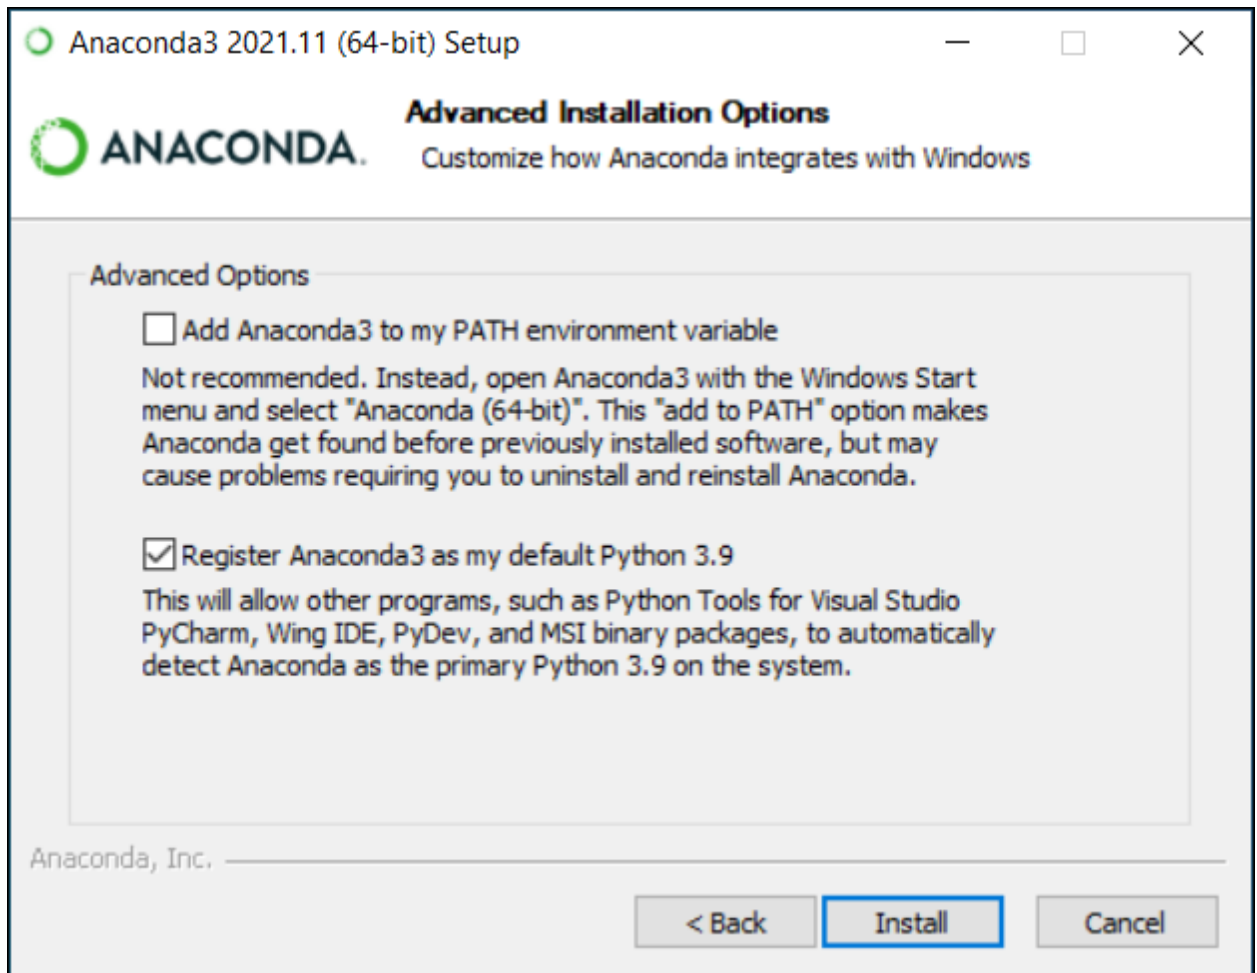 Anaconda3 2021.11 (64-bit) Setup
ANACONDA.
Advanced Installation Options
Customize how Anaconda integrates with Windows
Advanced Options
Add Anaconda3 to my PATH environment variable
Not recommended. Instead, open Anaconda3 with the Windows Start
menu and select "Anaconda (64-bit)". This "add to PATH" option makes
Anaconda get found before previously installed software, but may
cause problems requiring you to uninstall and reinstall Anaconda.
Register Anaconda3 as my default Python 3.9
This will allow other programs, such as Python Tools for Visual Studio
PyCharm, Wing IDE, PyDev, and MSI binary packages, to automatically
detect Anaconda as the primary Python 3.9 on the system.
Anaconda, Inc.
< Back
Install
Cancel